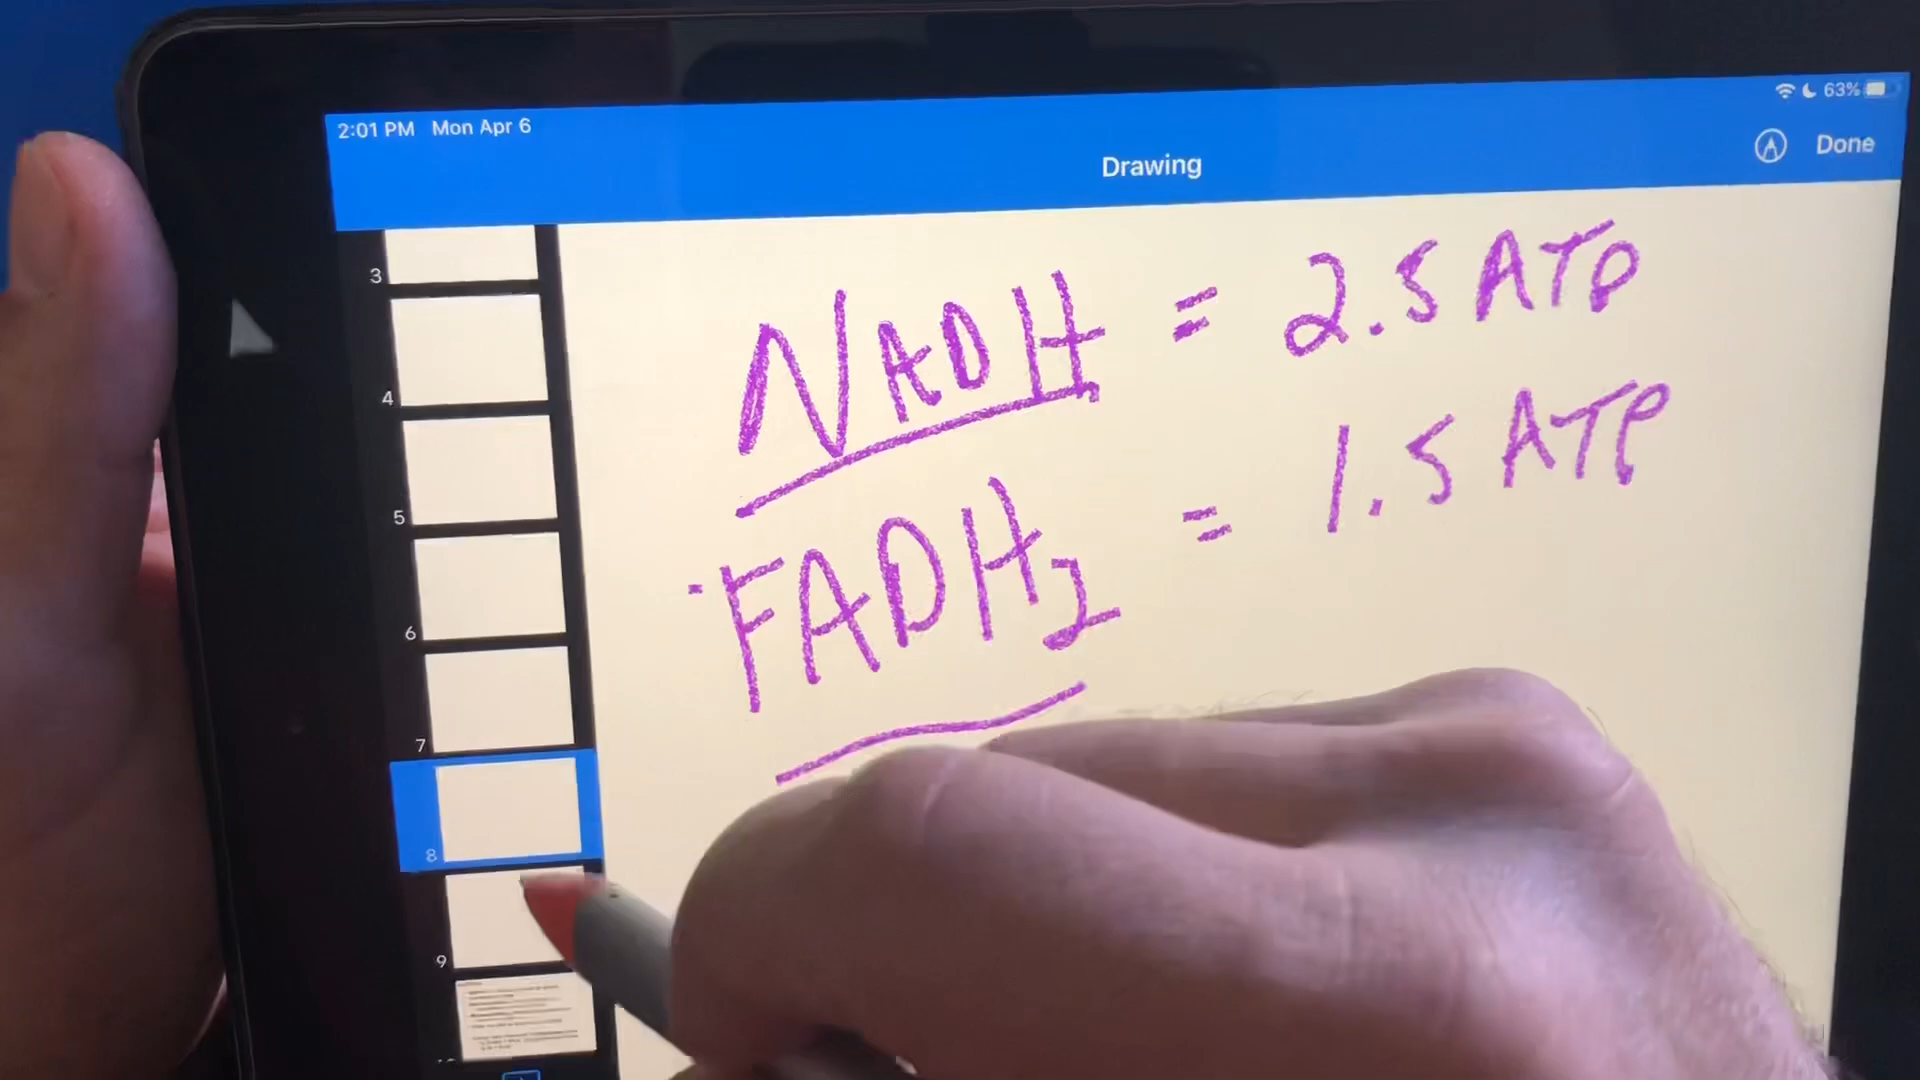 2:01 PM Mon Apr 6
63%
Drawing
Done
3
4
5
6
7
8
9
NADH = 2.5 ATP
FADH2 = 1.5 ATP